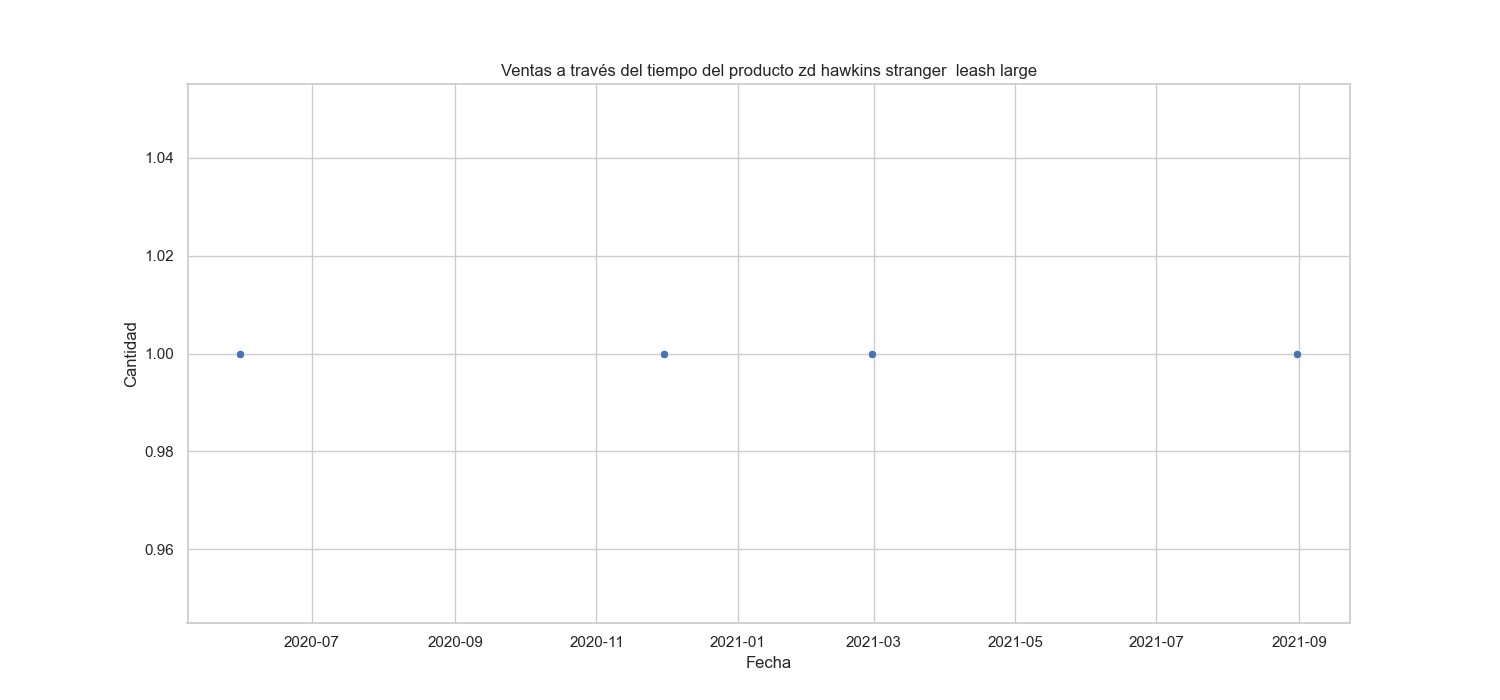 Ventas a través del tiempo del producto zd hawkins stranger  leash large
1.04
1.02
1.00
0.98
0.96
Cantidad
2020-07 2020-09 2020-11 2021-01 2021-03 2021-05 2021-07 2021-09
Fecha